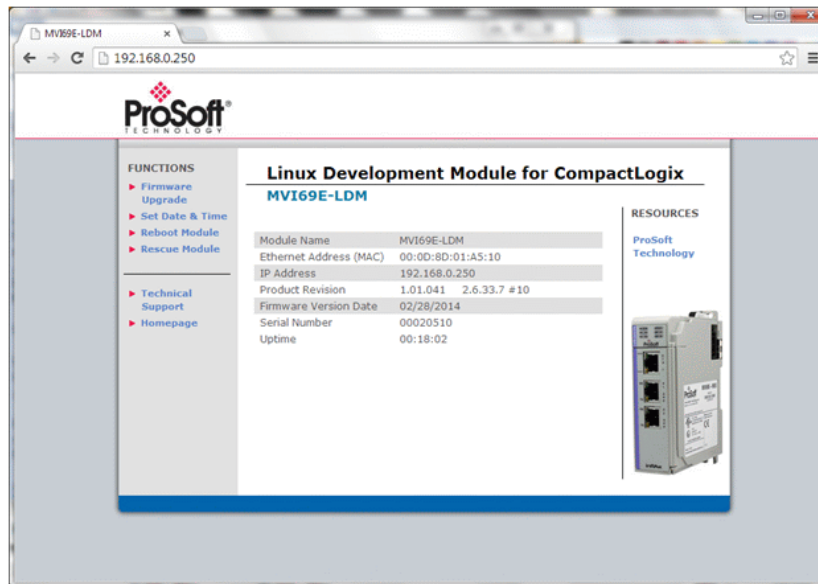 MVI69E-LDM
192.168.0.250
ProSoft®
TECHNOLOGY
FUNCTIONS
Firmware
Upgrade
Set Date & Time
Reboot Module
Rescue Module
Technical
Support
Homepage
Linux Development Module for CompactLogix
MVI69E-LDM
Module Name MVI69E-LDM
Ethernet Address (MAC) 00:0D:8D:01:A5:10
IP Address 192.168.0.250
Product Revision 1.01.041 2.6.33.7 #10
Firmware Version Date 02/28/2014
Serial Number 00020510
Uptime 00:18:02
RESOURCES
ProSoft
Technology
ProSoft